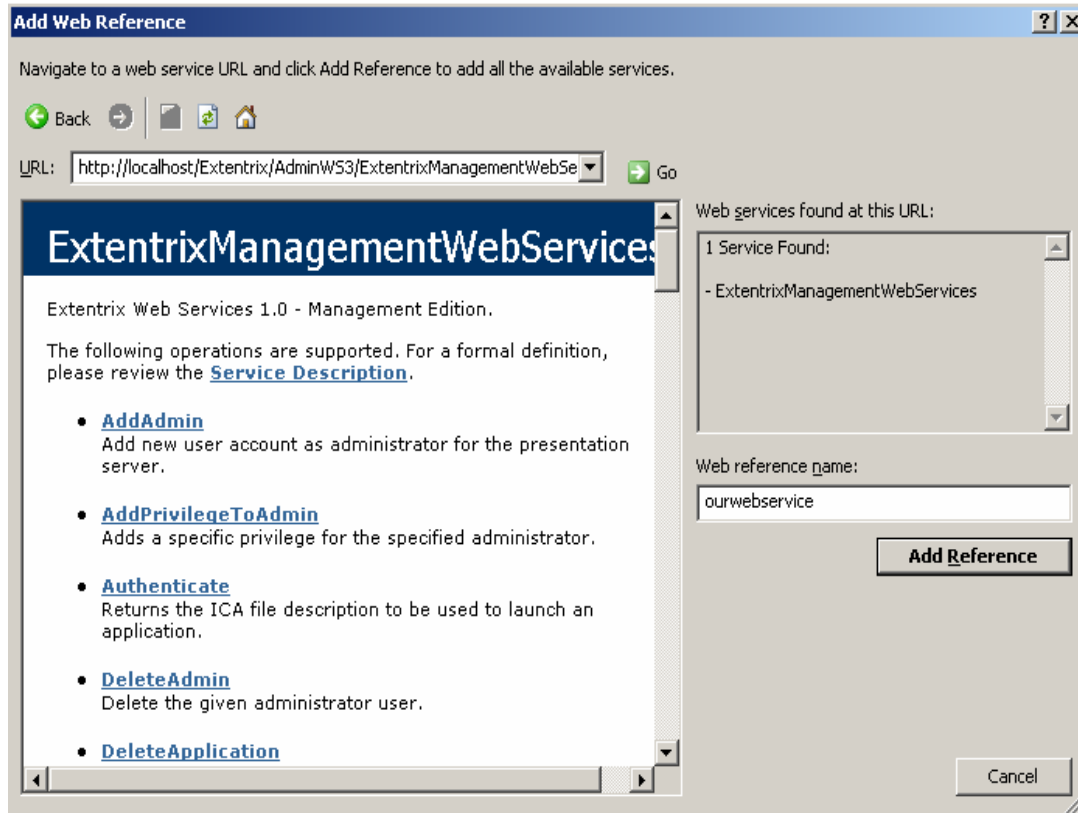 Add Web Reference
Navigate to a web service URL and click Add Reference to add all the available services.
Back
URL: http://localhost/Extentrix/AdminWS3/ExtentrixManagementWebSe Go
ExtentrixManagementWebServices
Extentrix Web Services 1.0 - Management Edition.
The following operations are supported. For a formal definition,
please review the Service Description.
• AddAdmin
Add new user account as administrator for the presentation
server.
• AddPrivilegeToAdmin
Adds a specific privilege for the specified administrator.
• Authenticate
Returns the ICA file description to be used to launch an
application.
• DeleteAdmin
Delete the given administrator user.
• DeleteApplication
Web services found at this URL:
1 Service Found:
- ExtentrixManagementWebServices
Web reference name:
ourwebservice
Add Reference
Cancel